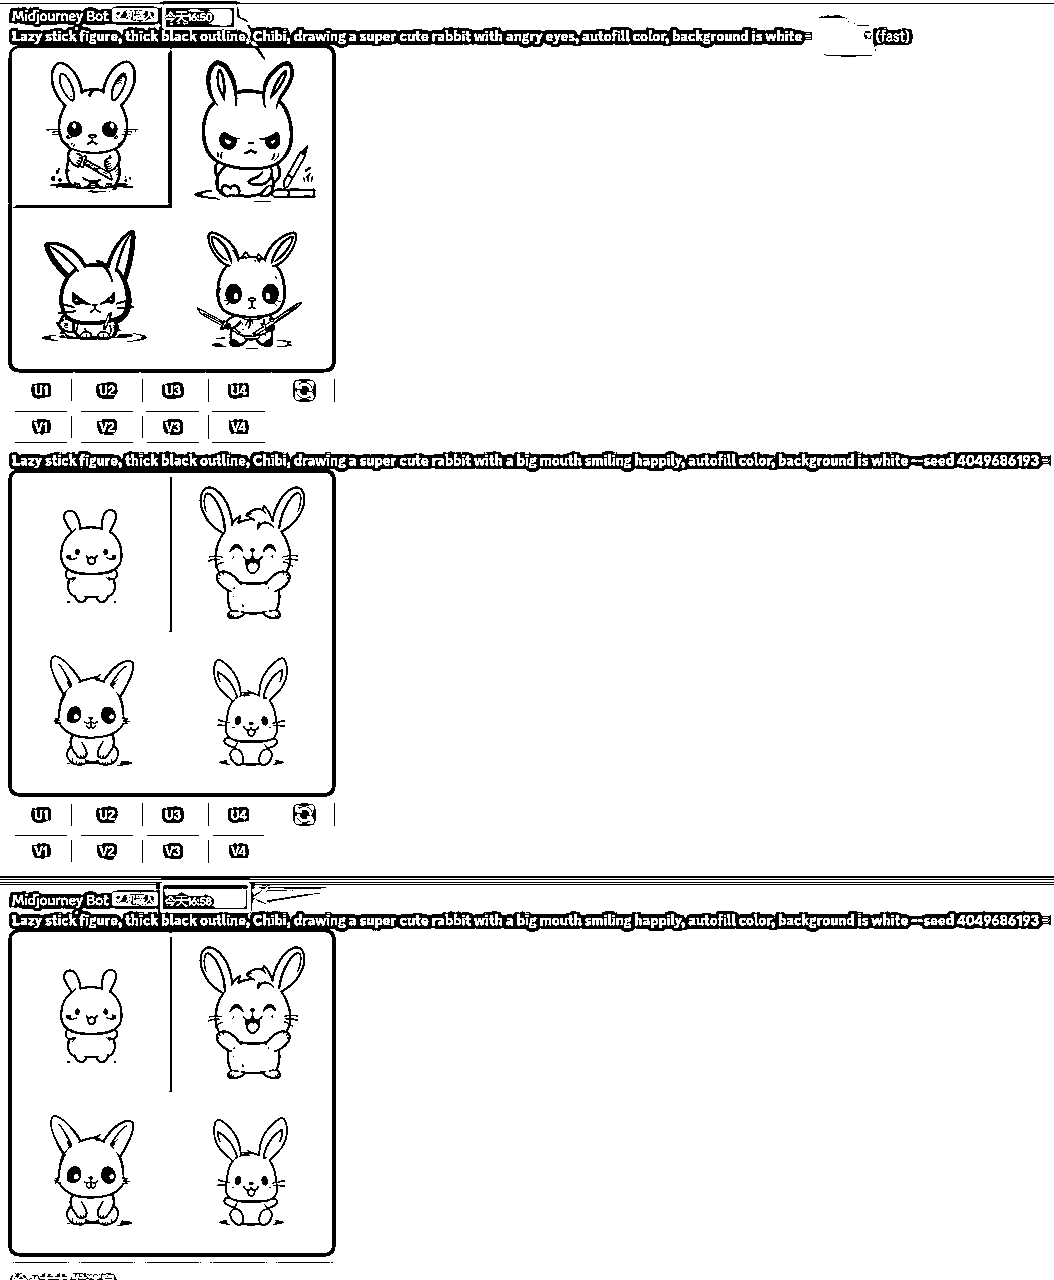 Midjourney Bot ✓机器人 今天16:50
Lazy stick figure, thick black outline, Chibi, drawing a super cute rabbit with angry eyes, autofill color, background is white - (fast)
U1 U2 U3 U4
V1 V2 V3 V4
Lazy stick figure, thick black outline, Chibi, drawing a super cute rabbit with a big mouth smiling happily, autofill color, background is white --seed 4049686193 -
U1 U2 U3 U4
V1 V2 V3 V4
Midjourney Bot ✓机器人 今天16:58
Lazy stick figure, thick black outline, Chibi, drawing a super cute rabbit with a big mouth smiling happily, autofill color, background is white --seed 4049686193 -